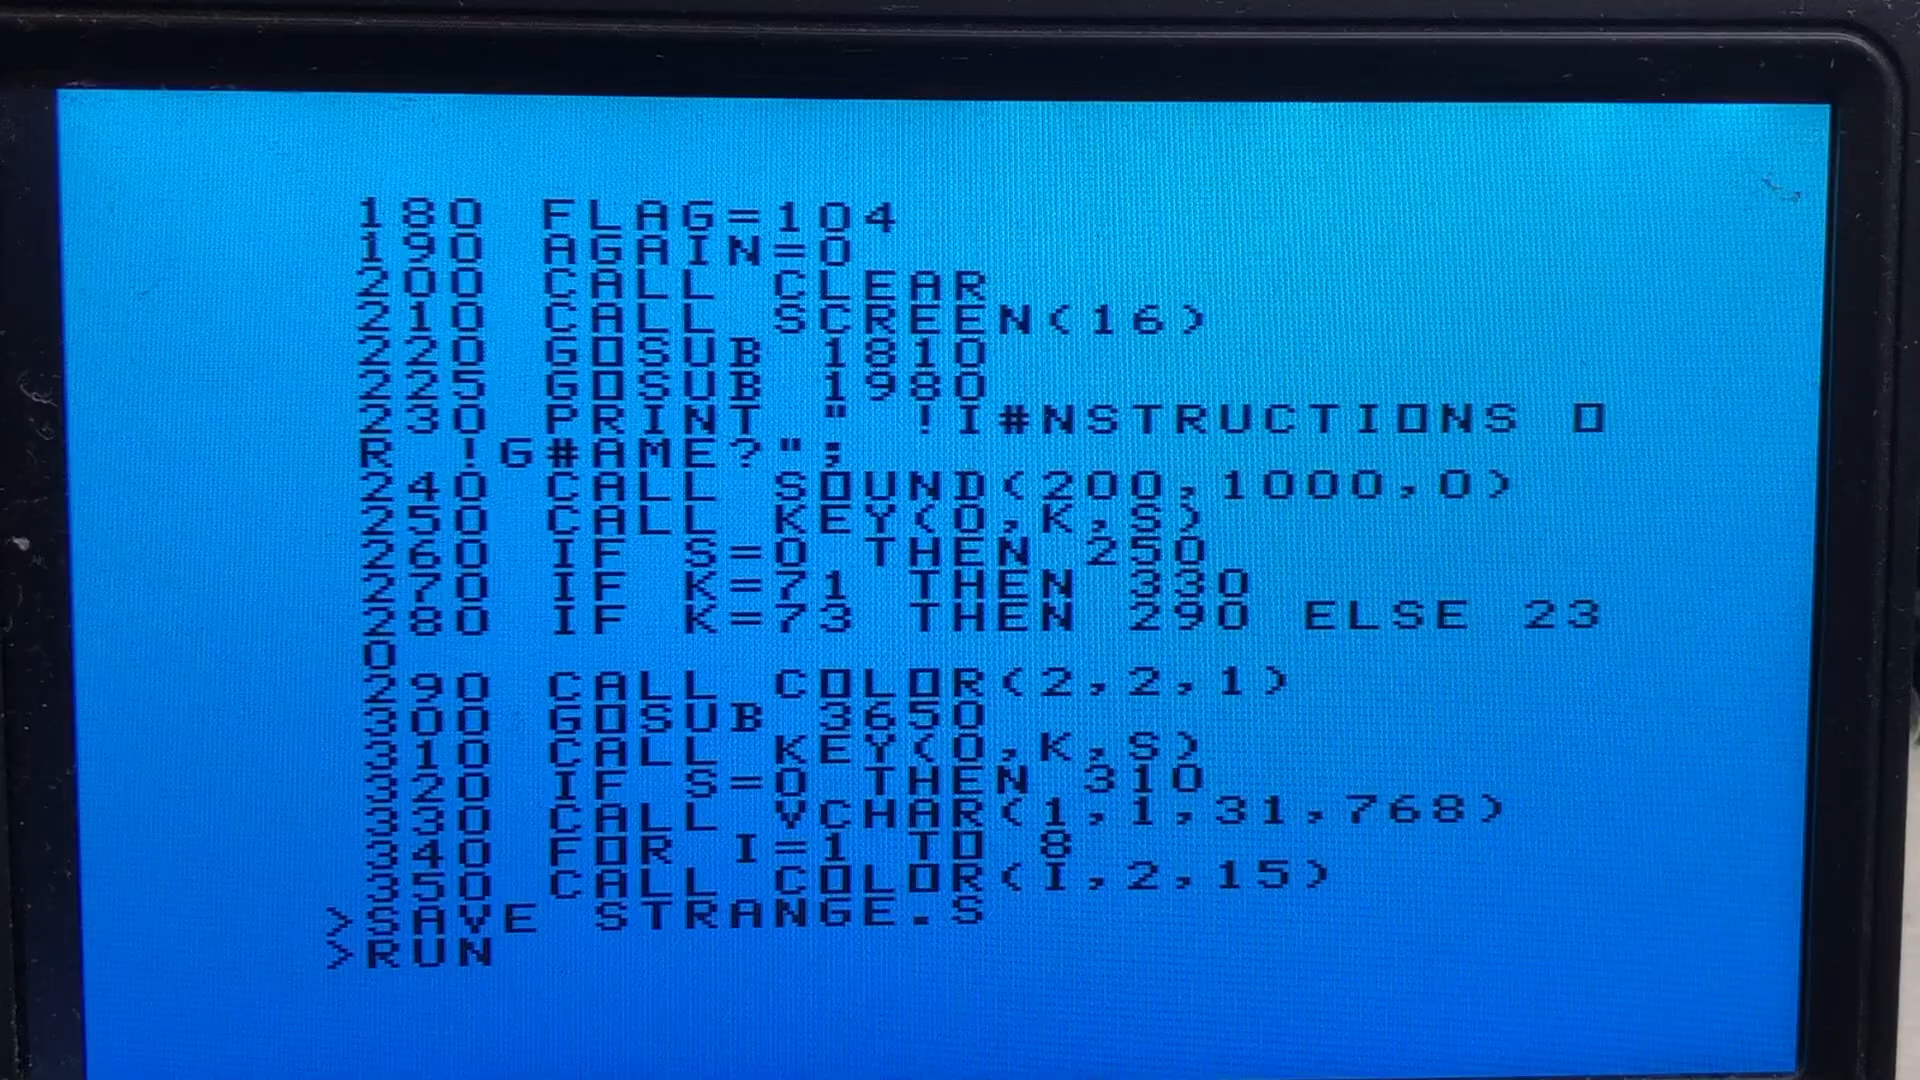 180 FLAG=104
190 AGAIN=0
200 CALL CLEAR
210 CALL SCREEN(16)
220 GOSUB 1810
225 GOSUB 1980
230 PRINT " !I#NSTRUCTIONS O
R !G#AME?";
240 CALL SOUND(200,1000,0)
250 CALL KEY(0,K,S)
260 IF S=0 THEN 250
270 IF K=71 THEN 330
280 IF K=73 THEN 290 ELSE 23
0
290 CALL COLOR(2,2,1)
300 GOSUB 3650
310 CALL KEY(0,K,S)
320 IF S=0 THEN 310
330 CALL VCHAR(1,1,31,768)
340 FOR I=1 TO 8
350 CALL COLOR(I,2,15)
>SAVE STRANGE.S
>RUN